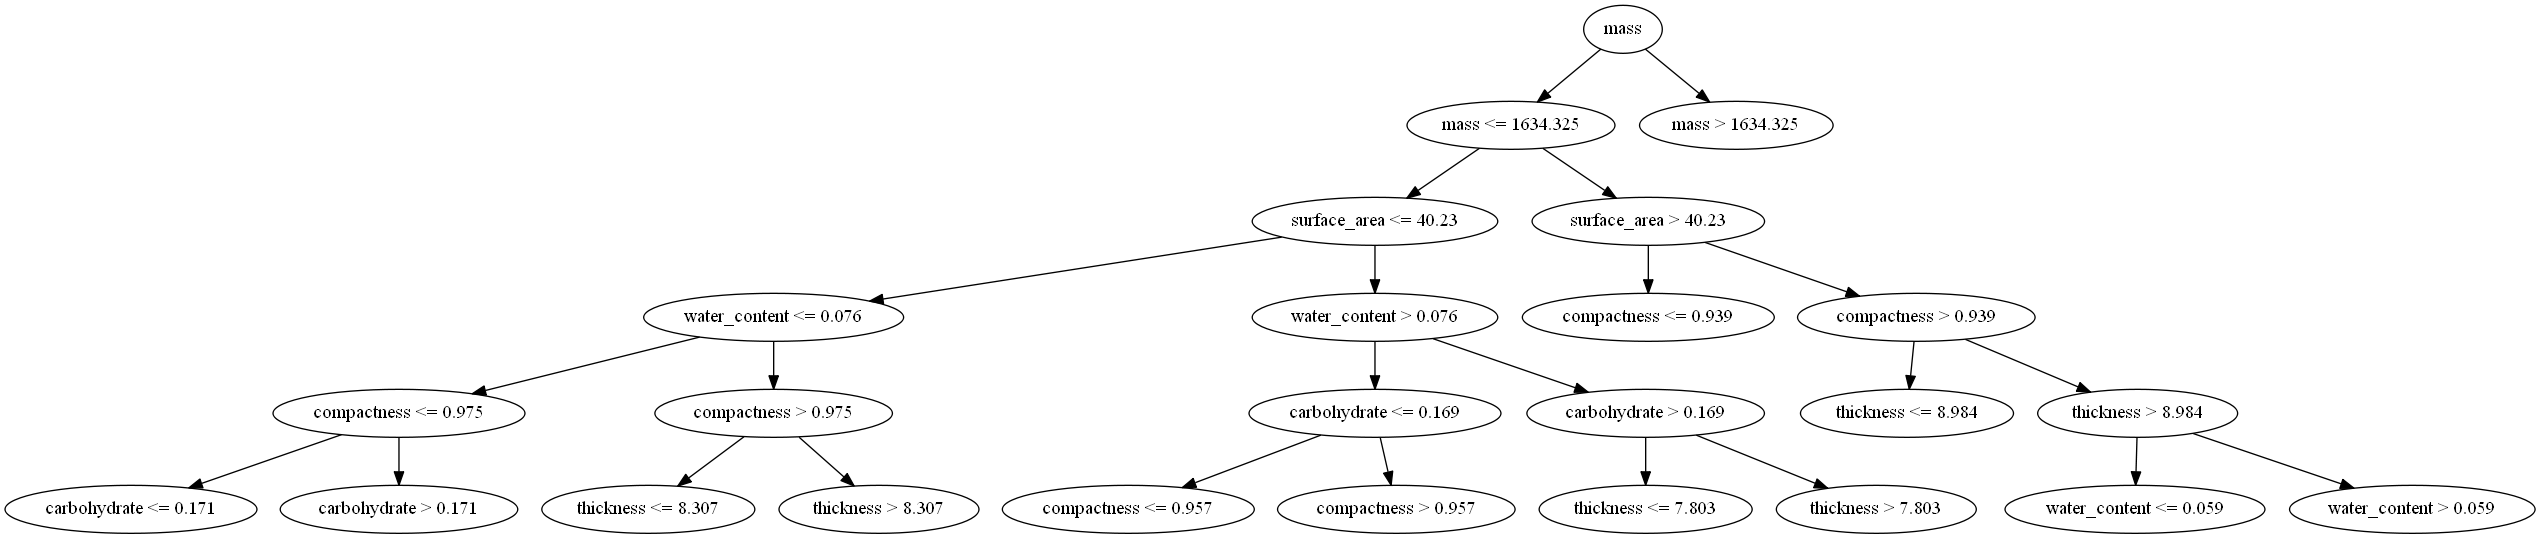 mass
mass <= 1634.325
mass > 1634.325
surface_area <= 40.23
surface_area > 40.23
water_content <= 0.076
water_content > 0.076
compactness <= 0.939
compactness > 0.939
compactness <= 0.975
compactness > 0.975
carbohydrate <= 0.169
carbohydrate > 0.169
thickness <= 8.984
thickness > 8.984
carbohydrate <= 0.171
carbohydrate > 0.171
thickness <= 8.307
thickness > 8.307
compactness <= 0.957
compactness > 0.957
thickness <= 7.803
thickness > 7.803
water_content <= 0.059
water_content > 0.059